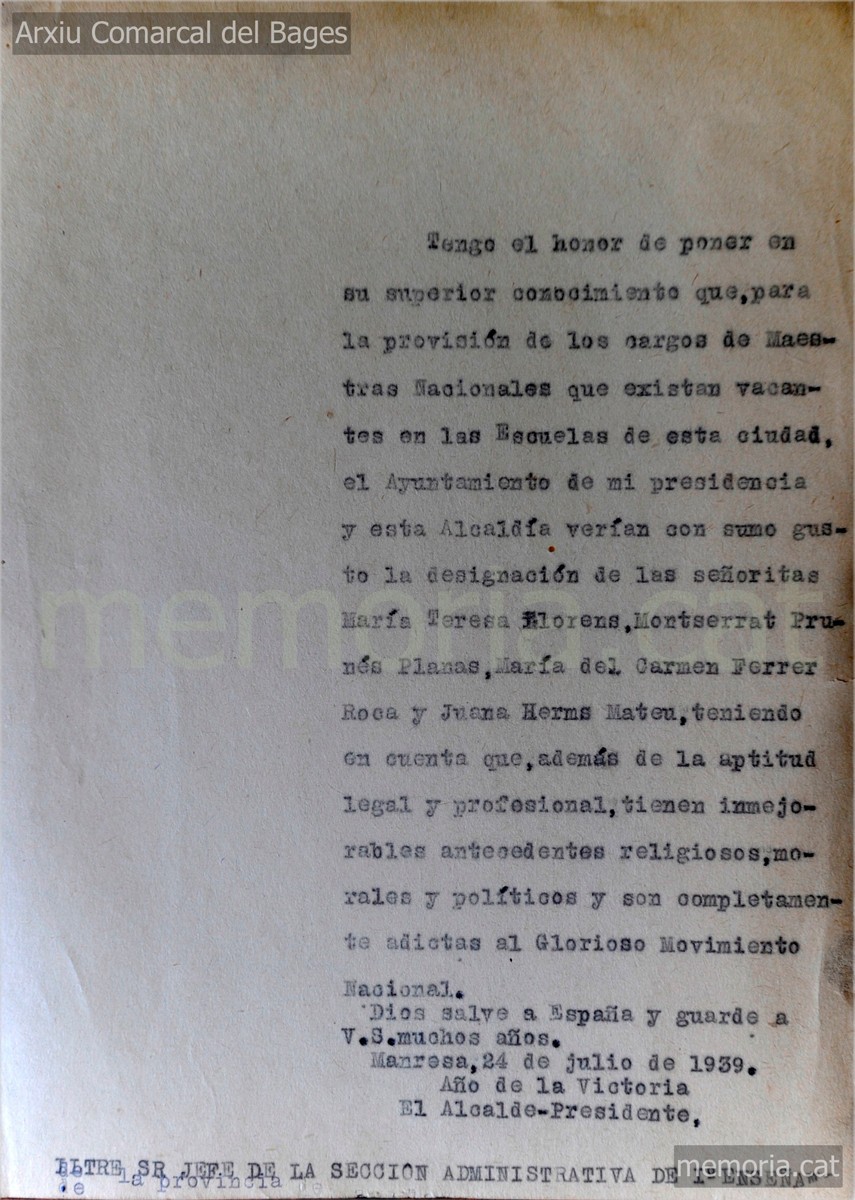 Arxiu Comarcal del Bages
Tengo el honor de poner en
su superior conocimiento que,para
la provisión de los cargos de Maes-
tras Nacionales que existan vacan-
tes en las Escuelas de esta ciudad,
el Ayuntamiento de mi presidencia
y esta Alcaldía verían con sumo gus-
to la designación de las señoritas
María Teresa Llorens,Montserrat Pru-
nés Planas,María del Carmen Ferrer
Roca y Juana Herms Mateu,teniendo
en cuenta que,además de la aptitud
legal y profesional,tienen inmejo-
rables antecedentes religiosos,mo-
rales y políticos y son completamen-
te adictas al Glorioso Movimiento
Nacional.
Dios salve a España y guarde a
V.S.muchos años.
Manresa,24 de julio de 1939.
Año de la Victoria
El Alcalde-Presidente,
ILTRE SR JEFE DE LA SECCIÓN ADMINISTRATIVA DE 1ª ENSEÑAª
de la provincia de
memoria.cat
memoria.cat